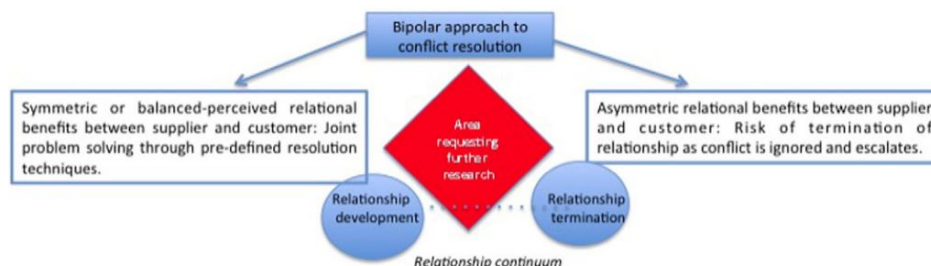 Bipolar approach to
conflict resolution
Symmetric or balanced-perceived relational
benefits between supplier and customer: Joint
problem solving through pre-defined resolution
techniques.
Area
requesting
further
research
Asymmetric relational benefits between supplier
and customer: Risk of termination of
relationship as conflict is ignored and escalates.
Relationship
development
Relationship
termination
Relationship continuum